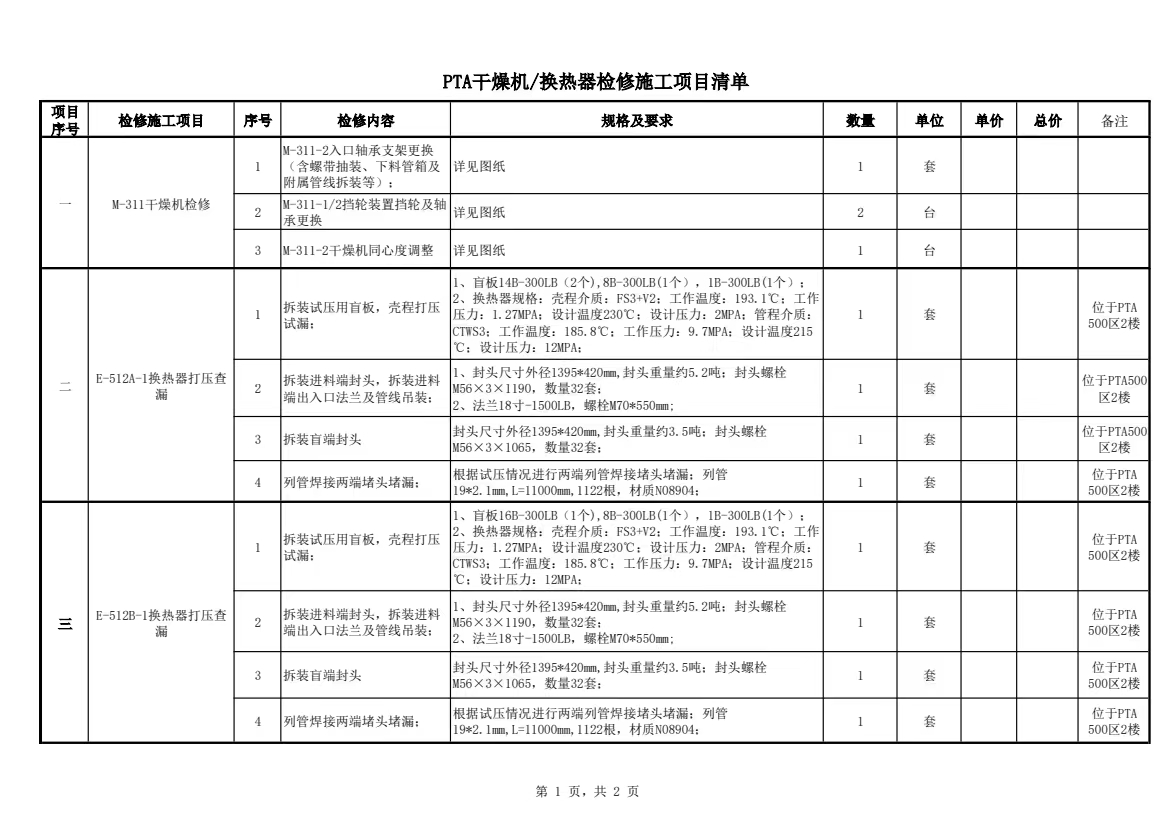 PTA干燥机/换热器检修施工项目清单
项目
序号
检修施工项目
序号
检修内容
规格及要求
数量
单位
单价
总价
备注
一
M-311干燥机检修
1
M-311-2入口轴承支架更换
（含螺带抽装、下料管箱及
附属管线拆装等）；
详见图纸
1
套
2
M-311-1/2挡轮装置挡轮及轴
承更换
详见图纸
2
台
3
M-311-2干燥机同心度调整
详见图纸
1
台
二
E-512A-1换热器打压查
漏
1
拆装试压用盲板，壳程打压
试漏；
1、盲板14B-300LB（2个),8B-300LB(1个），1B-300LB(1个）；
2、换热器规格：壳程介质：FS3+V2；工作温度：193.1℃；工作
压力：1.27MPA；设计温度230℃；设计压力：2MPA；管程介质：
CTWS3；工作温度：185.8℃；工作压力：9.7MPA；设计温度215
℃；设计压力：12MPA；
1
套
位于PTA
500区2楼
2
拆装进料端封头，拆装进料
端出入口法兰及管线吊装；
1、封头尺寸外径1395*420mm,封头重量约5.2吨；封头螺栓
M56×3×1190，数量32套；
2、法兰18寸-1500LB，螺栓M70*550mm;
1
套
位于PTA500
区2楼
3
拆装盲端封头
封头尺寸外径1395*420mm,封头重量约3.5吨；封头螺栓
M56×3×1065，数量32套；
1
套
位于PTA500
区2楼
4
列管焊接两端堵头堵漏；
根据试压情况进行两端列管焊接堵头堵漏；列管
19*2.1mm,L=11000mm,1122根，材质N08904；
1
套
位于PTA
500区2楼
三
E-512B-1换热器打压查
漏
1
拆装试压用盲板，壳程打压
试漏；
1、盲板16B-300LB（1个),8B-300LB(1个），1B-300LB(1个）；
2、换热器规格：壳程介质：FS3+V2；工作温度：193.1℃；工作
压力：1.27MPA；设计温度230℃；设计压力：2MPA；管程介质：
CTWS3；工作温度：185.8℃；工作压力：9.7MPA；设计温度215
℃；设计压力：12MPA；
1
套
位于PTA
500区2楼
2
拆装进料端封头，拆装进料
端出入口法兰及管线吊装；
1、封头尺寸外径1395*420mm,封头重量约5.2吨；封头螺栓
M56×3×1190，数量32套；
2、法兰18寸-1500LB，螺栓M70*550mm;
1
套
位于PTA
500区2楼
3
拆装盲端封头
封头尺寸外径1395*420mm,封头重量约3.5吨；封头螺栓
M56×3×1065，数量32套；
1
套
位于PTA
500区2楼
4
列管焊接两端堵头堵漏；
根据试压情况进行两端列管焊接堵头堵漏；列管
19*2.1mm,L=11000mm,1122根，材质N08904；
1
套
位于PTA
500区2楼
第 1 页，共 2 页